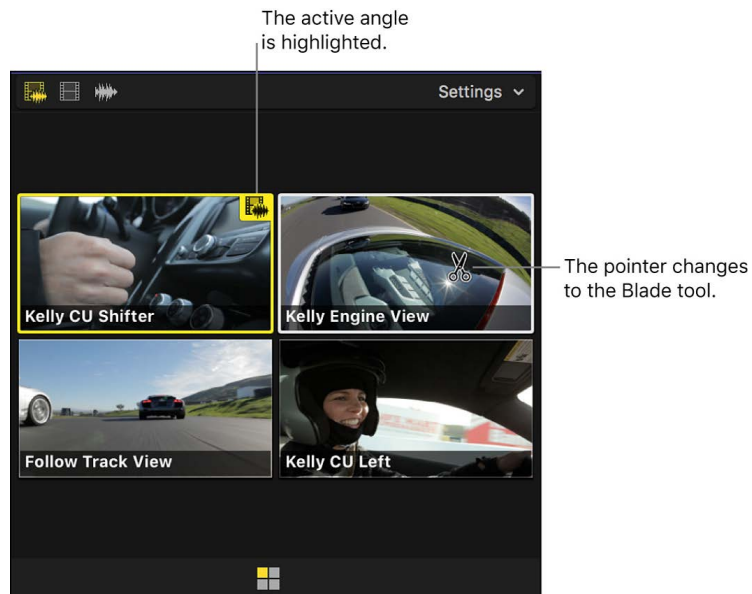 The active angle
is highlighted.
Settings
Kelly CU Shifter
Kelly Engine View
The pointer changes
to the Blade tool.
Follow Track View
Kelly CU Left